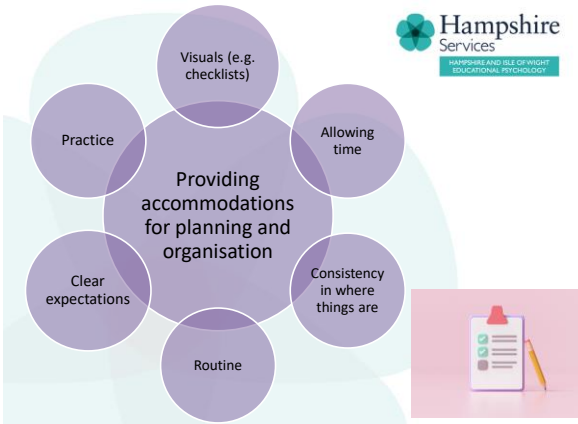 Hampshire
Services
HAMPSHIRE AND ISLE OF WIGHT
EDUCATIONAL PSYCHOLOGY
Visuals (e.g.
checklists)
Allowing
time
Practice
Providing
accommodations
for planning and
organisation
Clear
expectations
Consistency
in where
things are
Routine